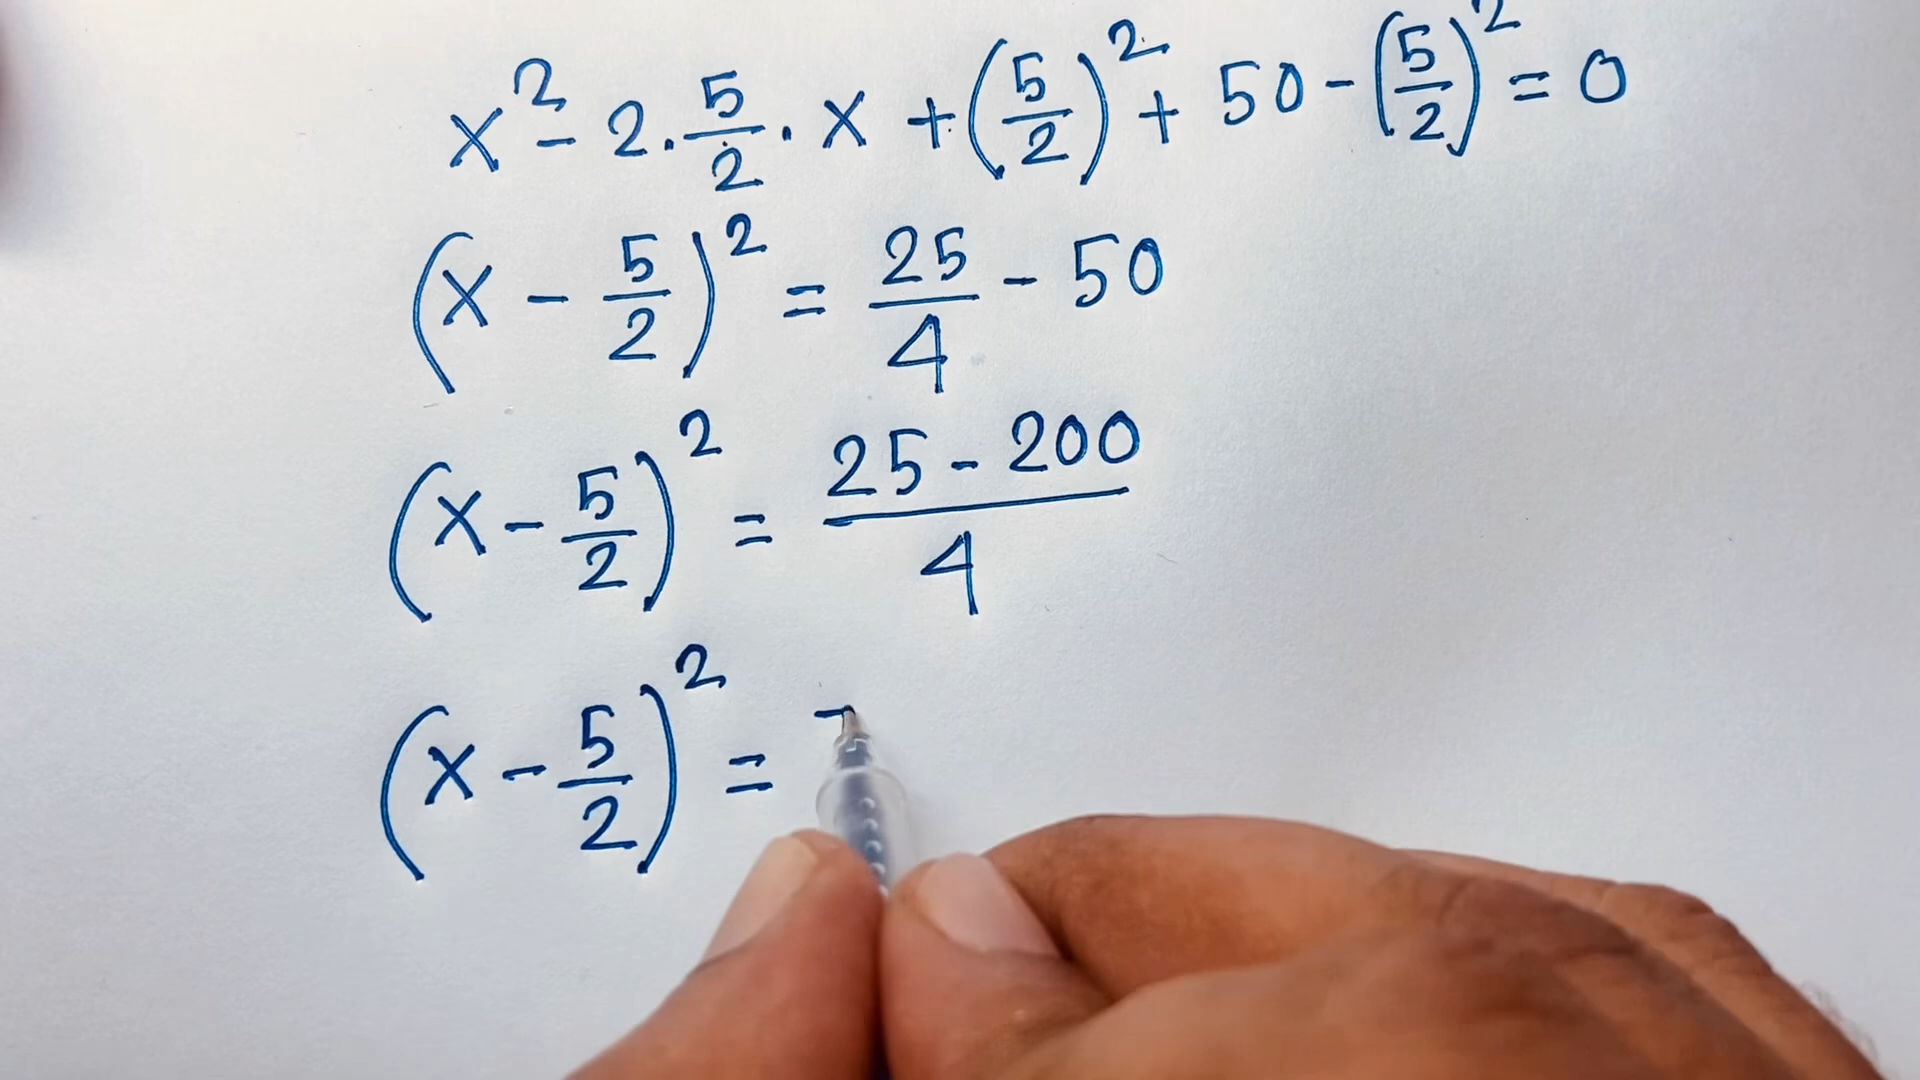 x² - 2 · 5/2 · x + (5/2)² + 50 - (5/2)² = 0
(x - 5/2)² = 25/4 - 50
(x - 5/2)² = (25 - 200)/4
(x - 5/2)² = -